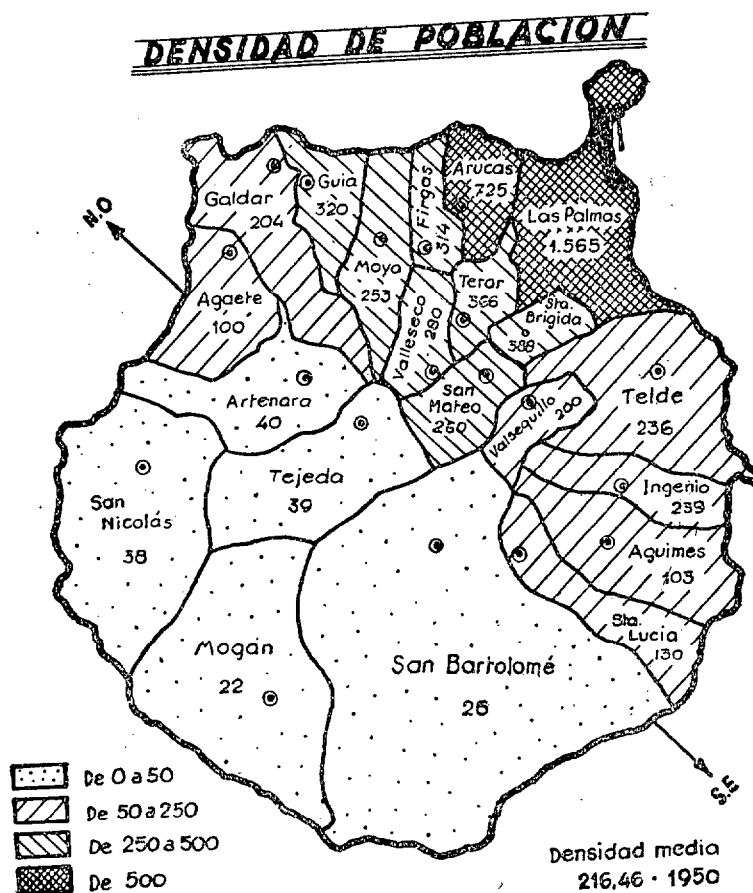 DENSIDAD DE POBLACION
N.O
Galdar
204
Guia
320
Moya
253
Firgas
314
Arucas
725
Las Palmas
1.565
Agaete
100
Valleseco
280
Teror
366
Sta.
Brigida
388
Artenara
40
San
Mateo
260
Valsequillo
200
Telde
236
Tejeda
39
Ingenio
239
San
Nicolás
38
Aguimes
103
Sta.
Lucia
130
Mogán
22
San Bartolomé
26
S.E
De 0 a 50
De 50 a 250
De 250 a 500
De 500
Densidad media
216,46 · 1950